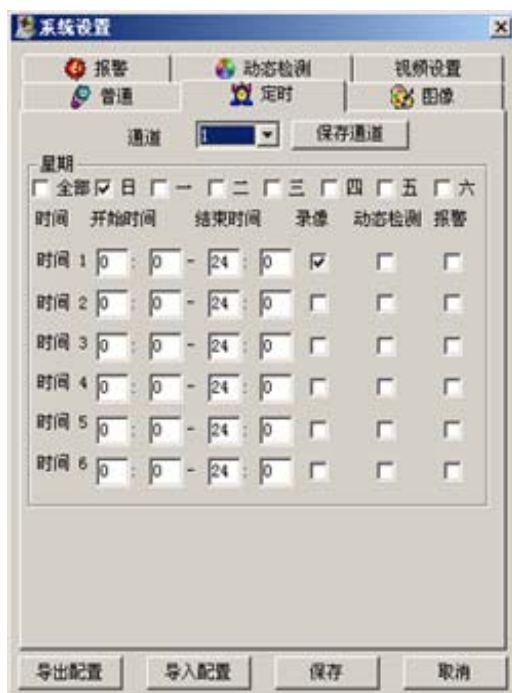 系统设置
报警 动态检测 视频设置
普通 定时 图像
通道 1 保存通道
星期
全部 日 一 二 三 四 五 六
时间 开始时间 结束时间 录像 动态检测 报警
时间 1 0 : 0 - 24 : 0
时间 2 0 : 0 - 24 : 0
时间 3 0 : 0 - 24 : 0
时间 4 0 : 0 - 24 : 0
时间 5 0 : 0 - 24 : 0
时间 6 0 : 0 - 24 : 0
导出配置 导入配置 保存 取消